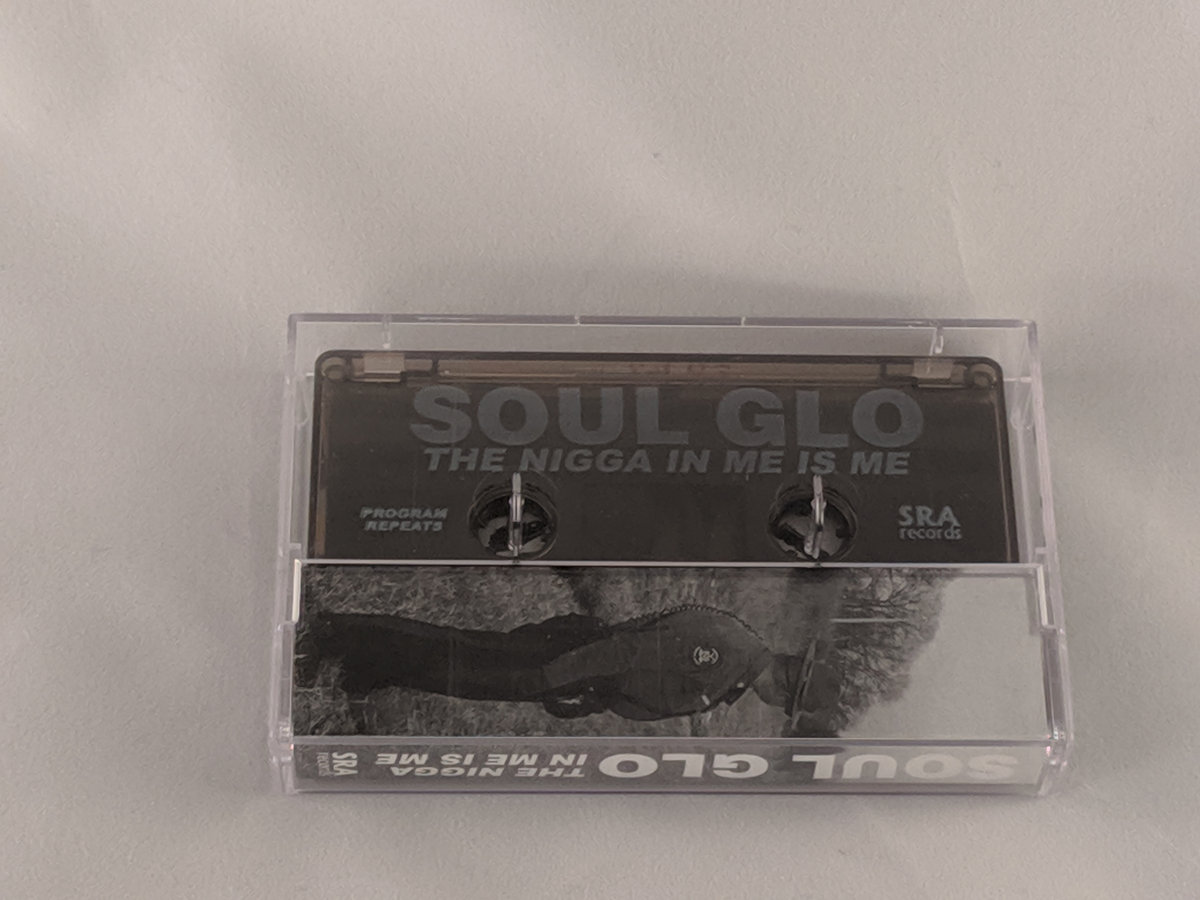 SOUL GLO
THE NIGGA IN ME IS ME
PROGRAM
REPEATS
SRA
records
SOUL GLO
THE NIGGA
IN ME IS ME
SRA
records